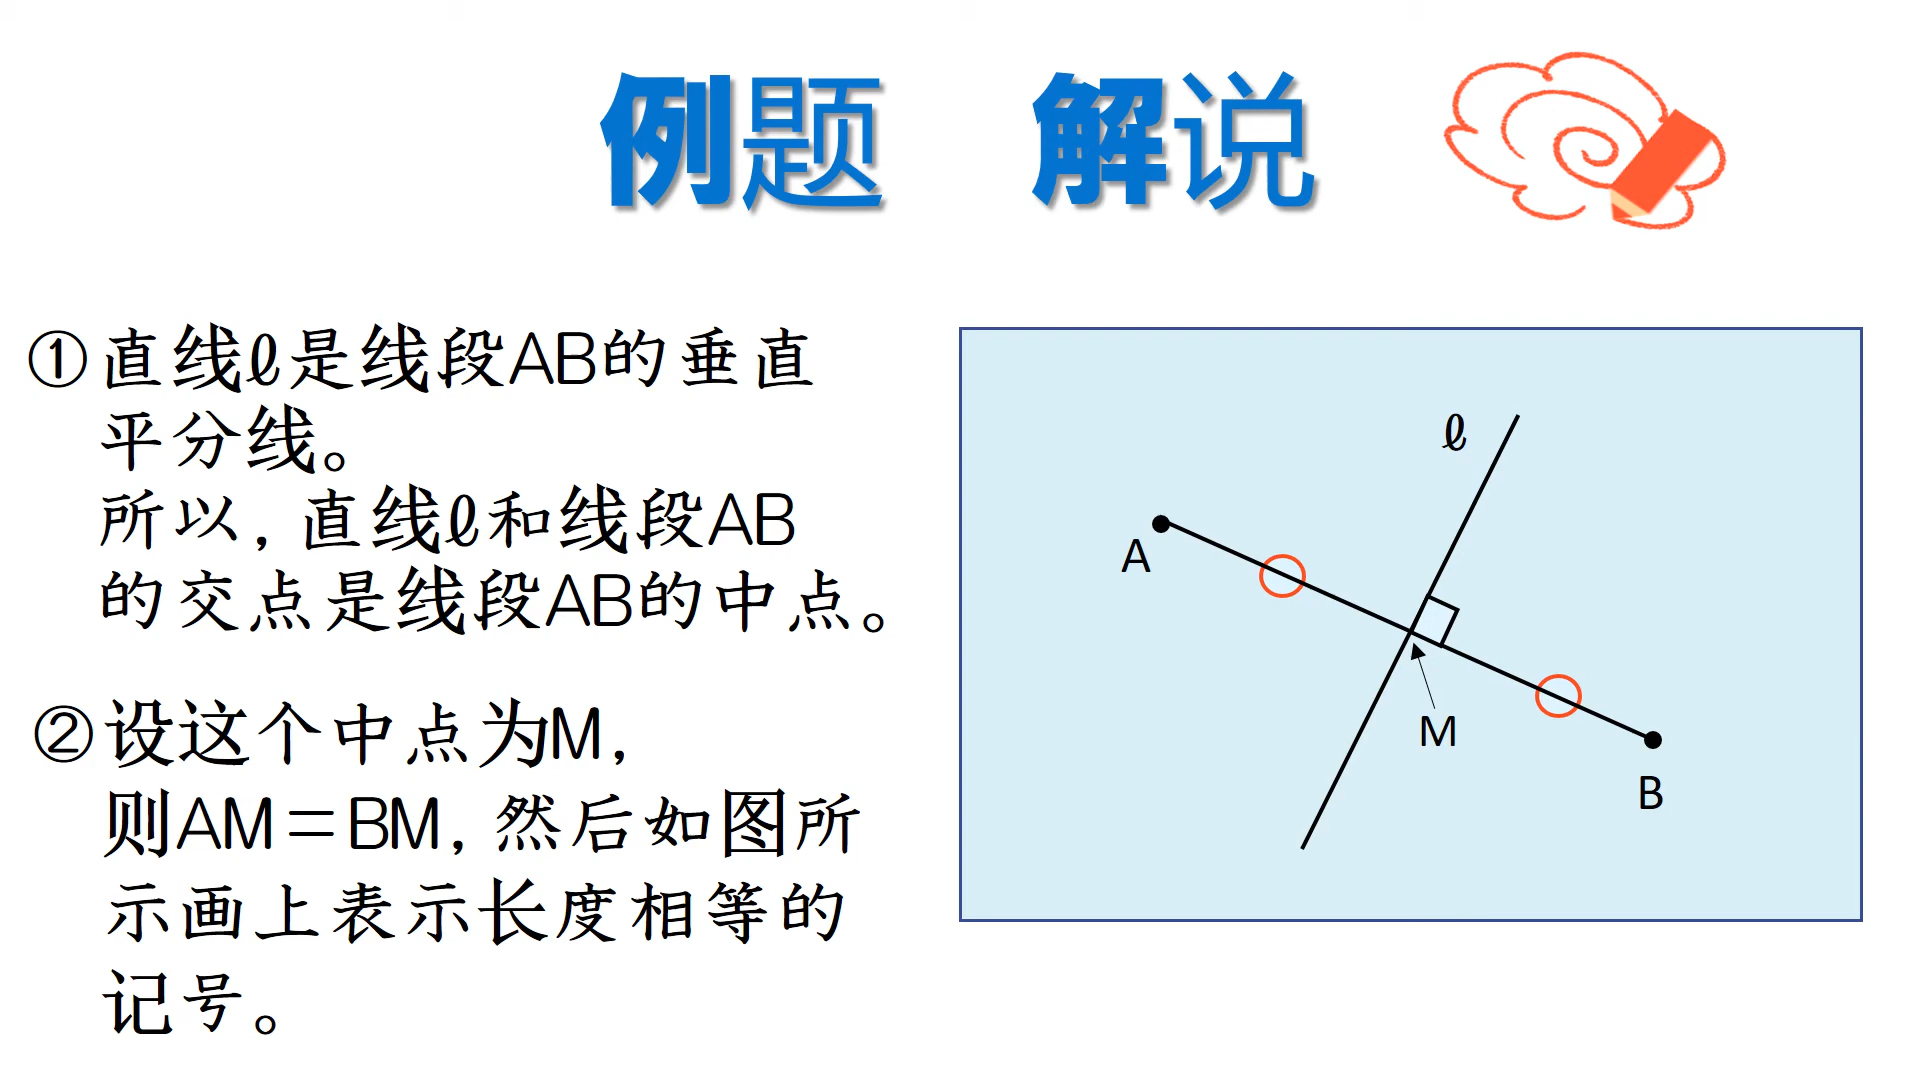 例题 解说
①直线ℓ是线段AB的垂直
平分线。
所以,直线ℓ和线段AB
的交点是线段AB的中点。
②设这个中点为M,
则AM=BM,然后如图所
示画上表示长度相等的
记号。
ℓ
A
M
B